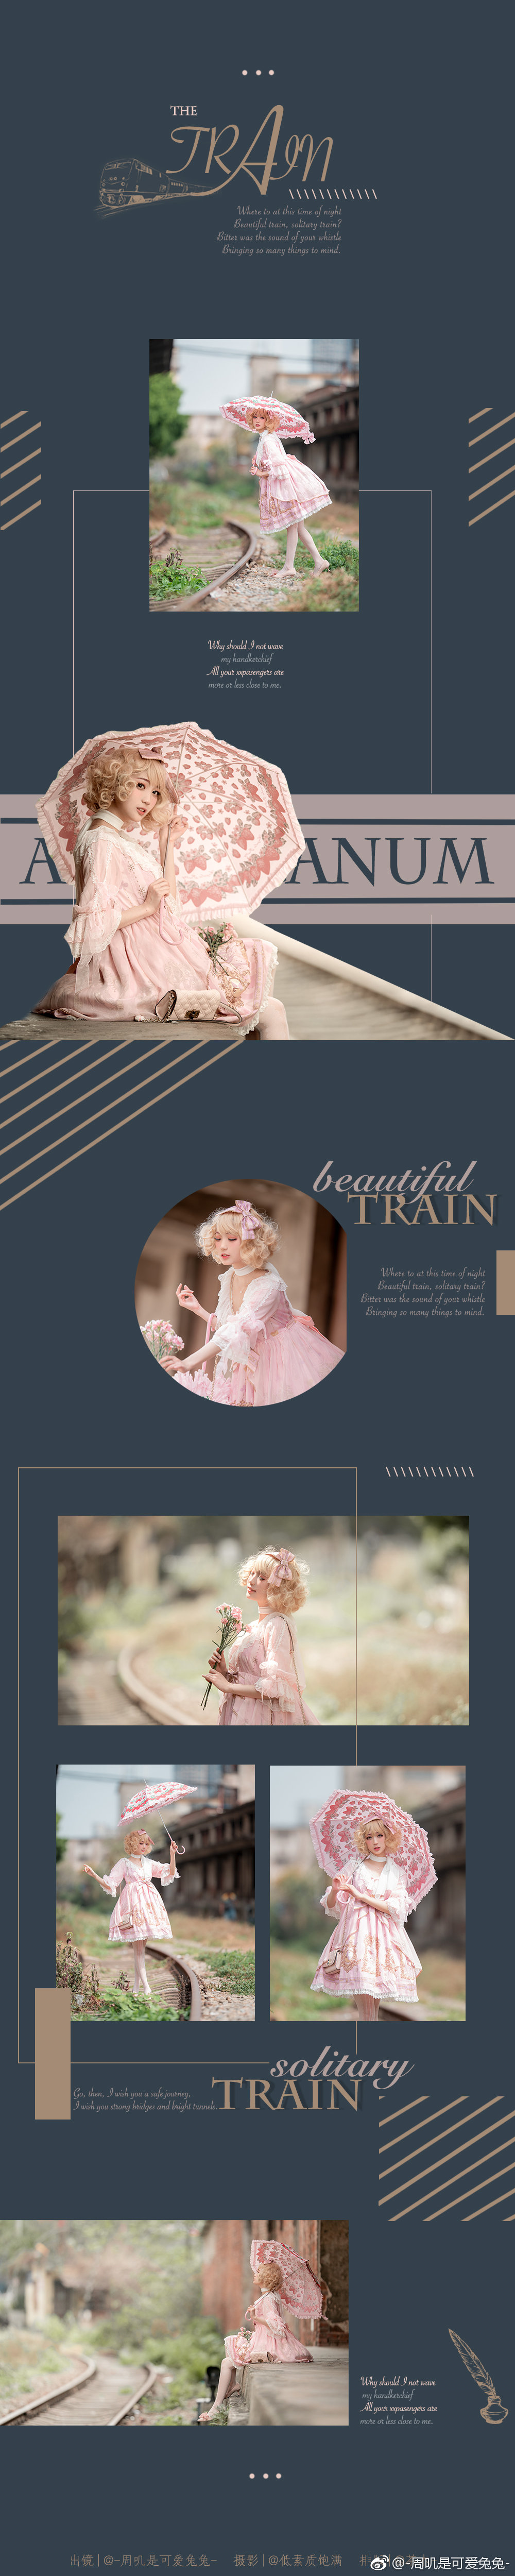 THE
TRAIN
Where to at this time of night
Beautiful train, solitary train?
Bitter was the sound of your whistle
Bringing so many things to mind.
Why should I not wave
my handkerchief
All your xxpasengers are
more or less close to me.
A ANUM
beautiful
TRAIN
Where to at this time of night
Beautiful train, solitary train?
Bitter was the sound of your whistle
Bringing so many things to mind.
solitary
TRAIN
Go, then, I wish you a safe journey,
I wish you strong bridges and bright tunnels.
Why should I not wave
my handkerchief
All your xxpasengers are
more or less close to me.
出镜|@-周叽是可爱兔兔- 摄影|@低素质饱满
@-周叽是可爱兔兔-